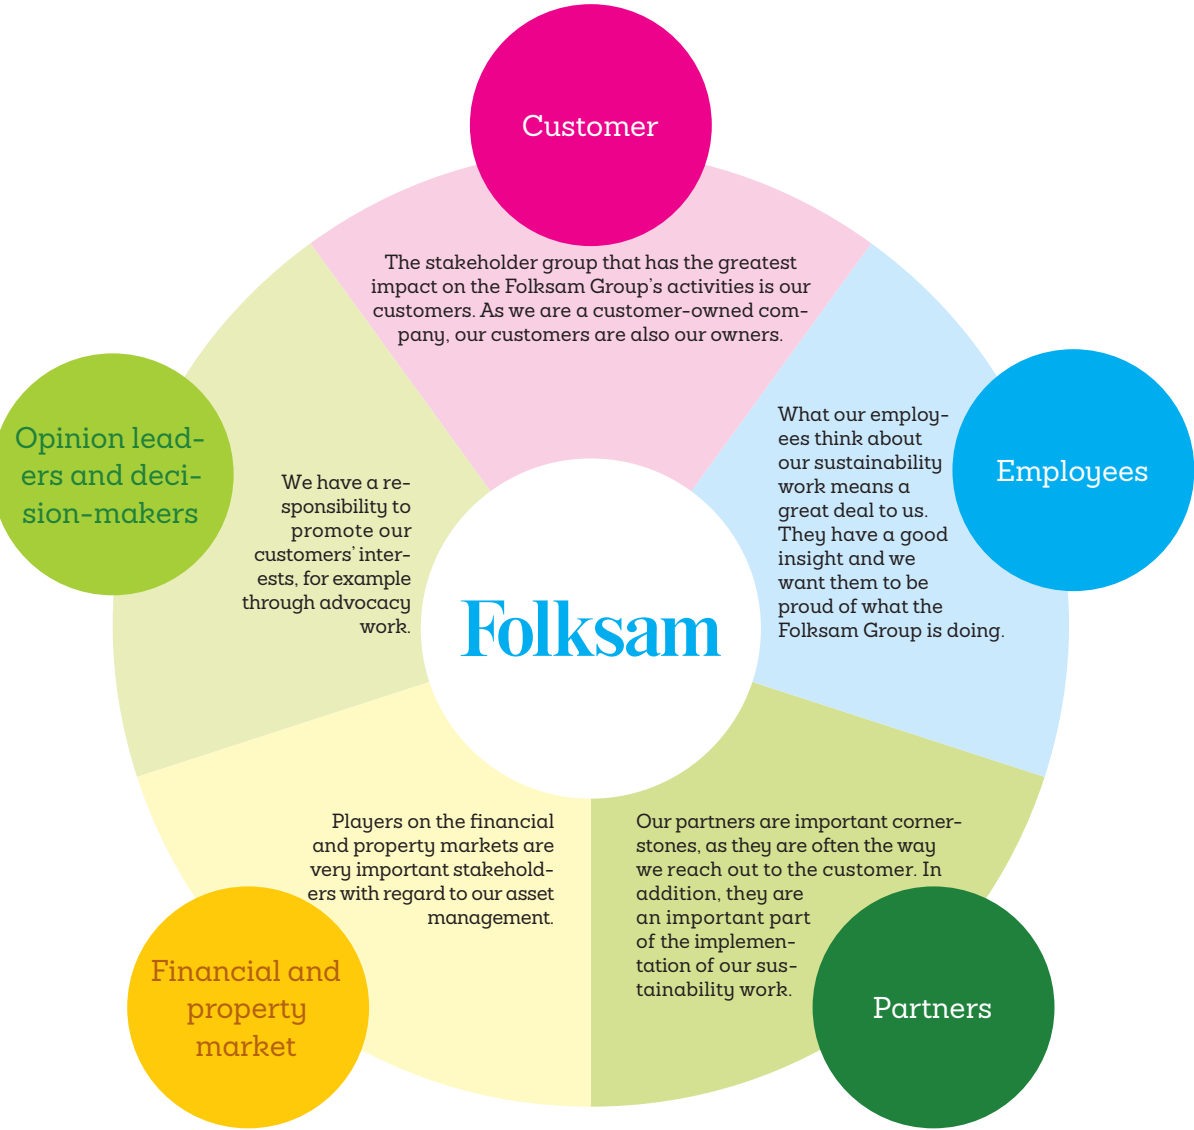 Customer
The stakeholder group that has the greatest
impact on the Folksam Group's activities is our
customers. As we are a customer-owned com-
pany, our customers are also our owners.
What our employ-
ees think about
our sustainability
work means a
great deal to us.
They have a good
insight and we
want them to be
proud of what the
Folksam Group is doing.
Employees
Opinion lead-
ers and deci-
sion-makers
We have a re-
sponsibility to
promote our
customers' inter-
ests, for example
through advocacy
work.
Folksam
Players on the financial
and property markets are
very important stakehold-
ers with regard to our asset
management.
Financial and
property
market
Our partners are important corner-
stones, as they are often the way
we reach out to the customer. In
addition, they are
an important part
of the implemen-
tation of our sus-
tainability work.
Partners